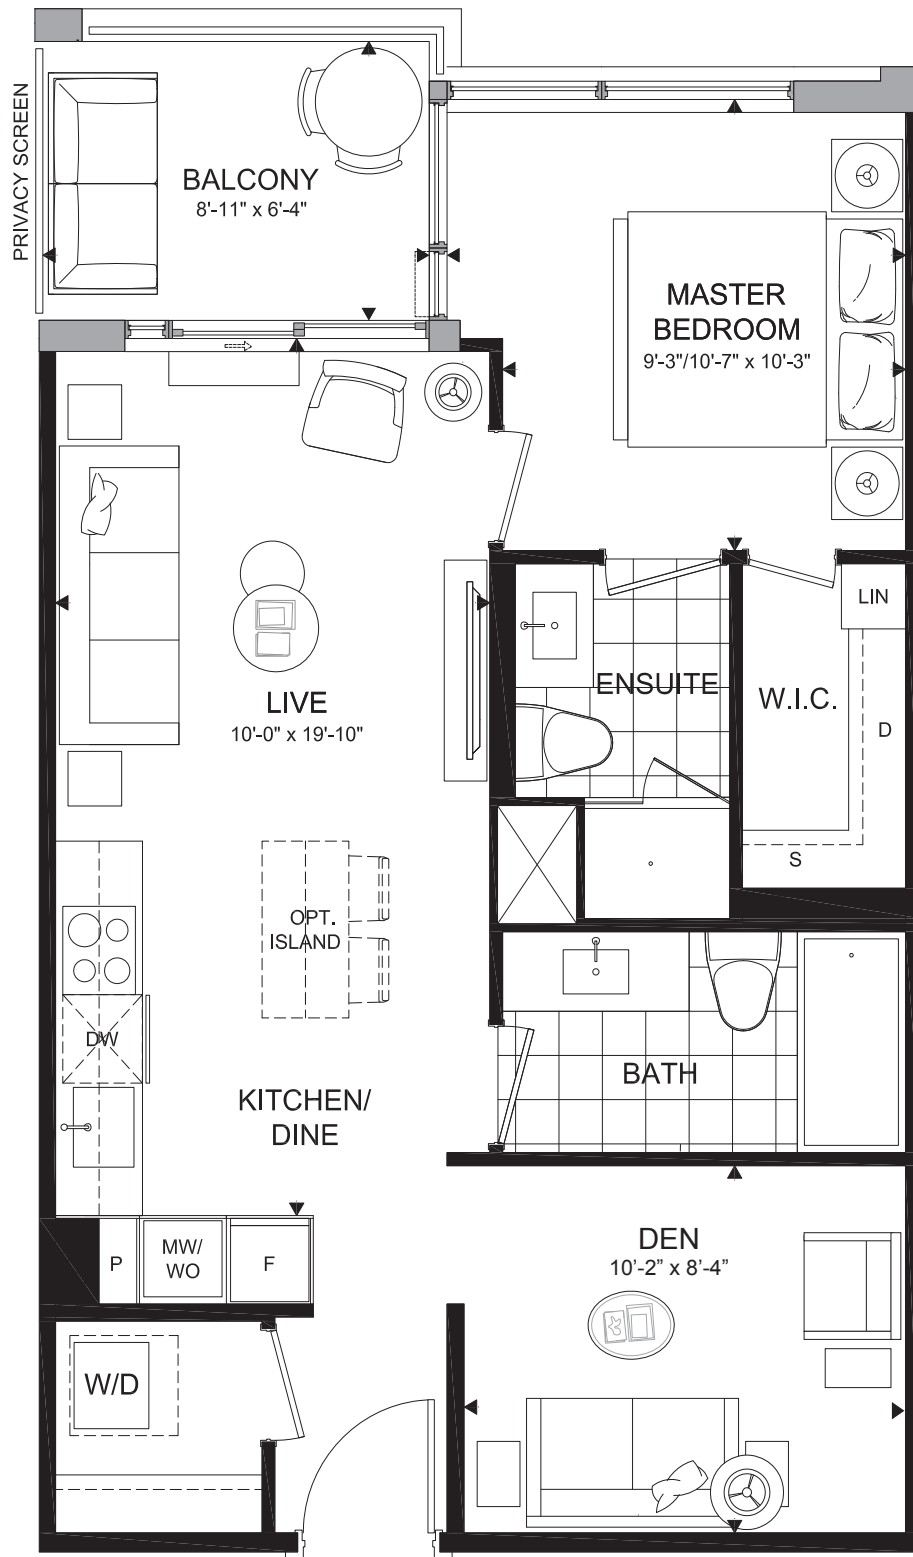 PRIVACY SCREEN
BALCONY
8'-11" x 6'-4"
MASTER
BEDROOM
9'-3"/10'-7" x 10'-3"
LIN
ENSUITE
W.I.C.
D
S
LIVE
10'-0" x 19'-10"
OPT.
ISLAND
DW
BATH
KITCHEN/
DINE
P
MW/
WO
F
DEN
10'-2” x 8’-4”
W/D